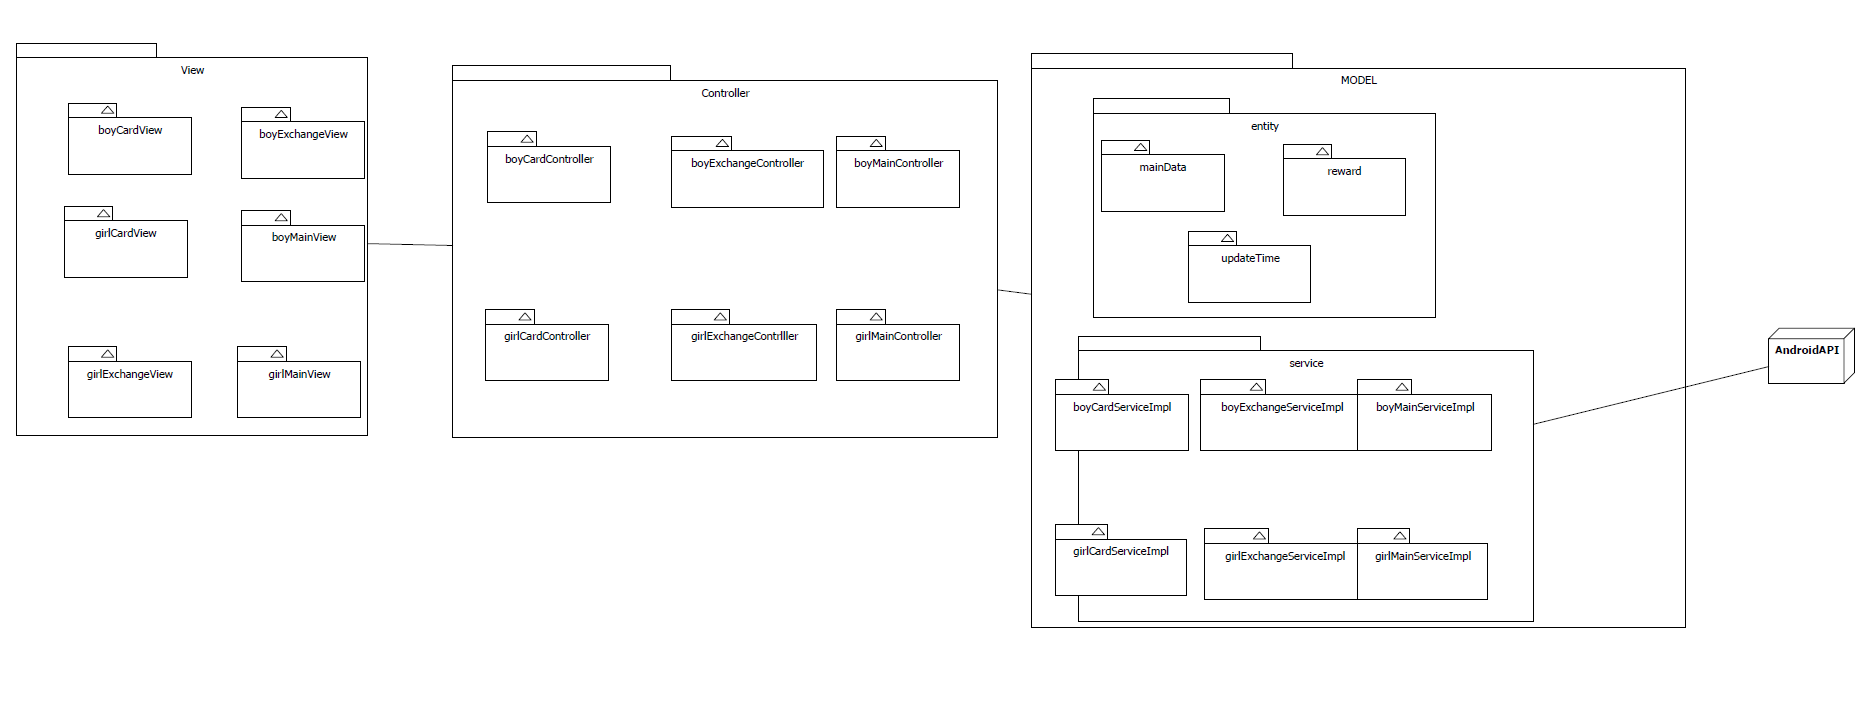 View
boyCardView
boyExchangeView
girlCardView
boyMainView
girlExchangeView
girlMainView
Controller
boyCardController
boyExchangeController
boyMainController
girlCardController
girlExchangeContrlller
girlMainController
MODEL
entity
mainData
reward
updateTime
service
boyCardServiceImpl
boyExchangeServiceImpl
boyMainServiceImpl
girlCardServiceImpl
girlExchangeServiceImpl
girlMainServiceImpl
AndroidAPI